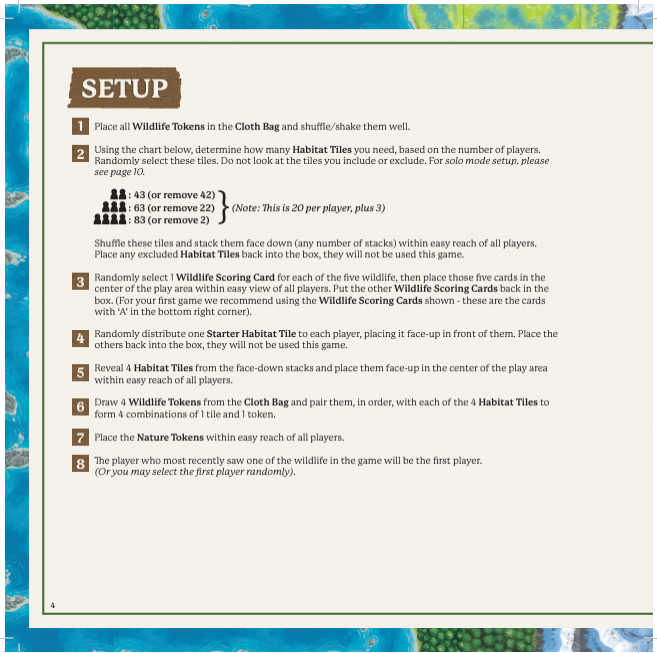 SETUP
1 Place all Wildlife Tokens in the Cloth Bag and shuffle/shake them well.
2 Using the chart below, determine how many Habitat Tiles you need, based on the number of players.
Randomly select these tiles. Do not look at the tiles you include or exclude. For solo mode setup, please
see page 10.
: 43 (or remove 42)
: 63 (or remove 22) } (Note: This is 20 per player, plus 3)
: 83 (or remove 2)
Shuffle these tiles and stack them face down (any number of stacks) within easy reach of all players.
Place any excluded Habitat Tiles back into the box, they will not be used this game.
3 Randomly select 1 Wildlife Scoring Card for each of the five wildlife, then place those five cards in the
center of the play area within easy view of all players. Put the other Wildlife Scoring Cards back in the
box. (For your first game we recommend using the Wildlife Scoring Cards shown - these are the cards
with 'A' in the bottom right corner).
4 Randomly distribute one Starter Habitat Tile to each player, placing it face-up in front of them. Place the
others back into the box, they will not be used this game.
5 Reveal 4 Habitat Tiles from the face-down stacks and place them face-up in the center of the play area
within easy reach of all players.
6 Draw 4 Wildlife Tokens from the Cloth Bag and pair them, in order, with each of the 4 Habitat Tiles to
form 4 combinations of 1 tile and 1 token.
7 Place the Nature Tokens within easy reach of all players.
8 The player who most recently saw one of the wildlife in the game will be the first player.
(Or you may select the first player randomly).
4